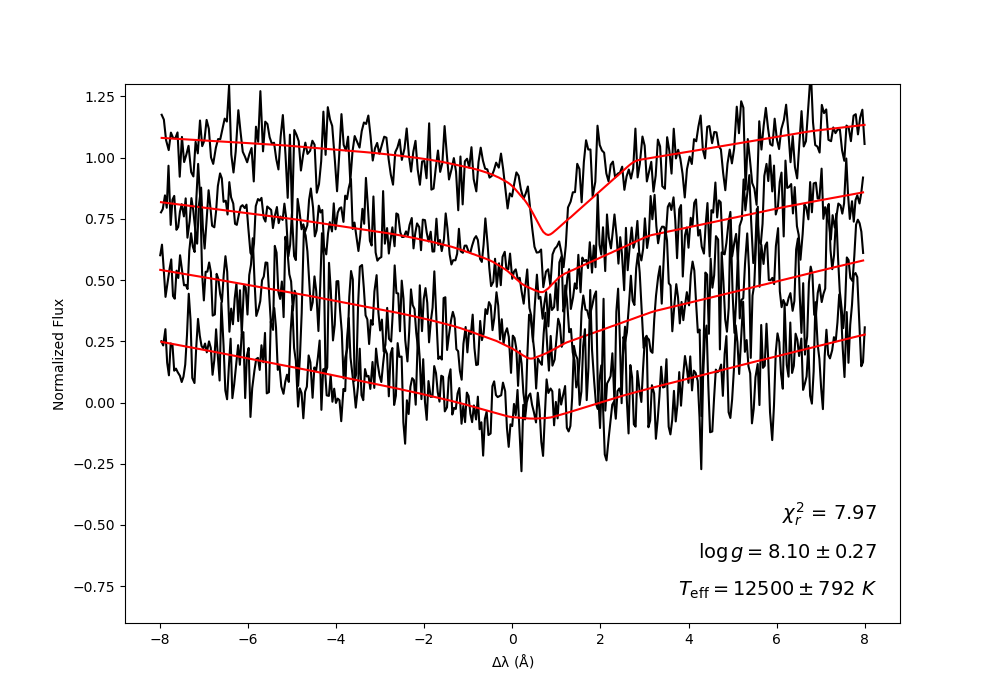 1.25
1.00
0.75
0.50
0.25
0.00
−0.25
−0.50
−0.75
Normalized Flux
χ²ᵣ = 7.97
log g = 8.10 ± 0.27
T_eff = 12500 ± 792 K
−8 −6 −4 −2 0 2 4 6 8
Δλ (Å)